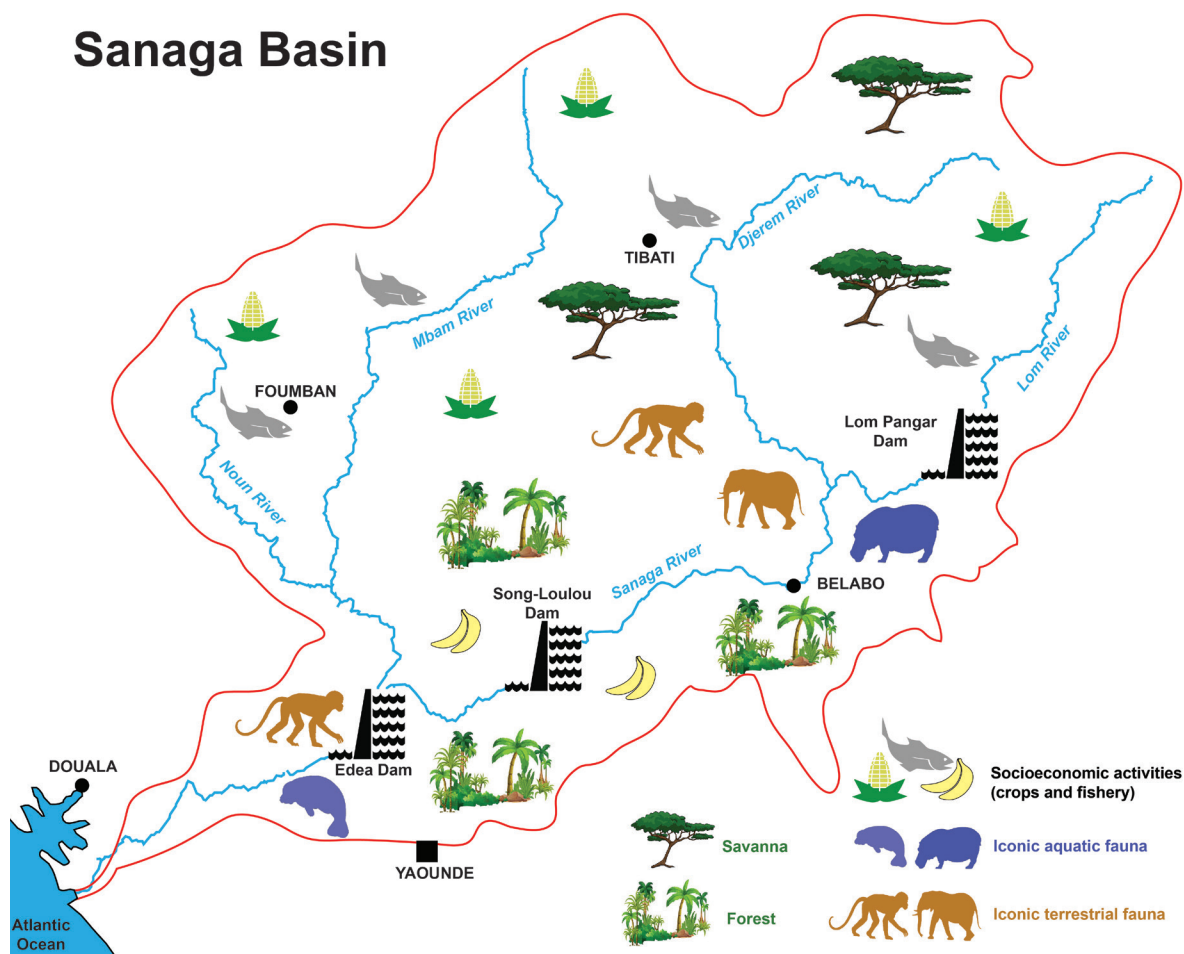 Sanaga Basin
Djerem River
TIBATI
Mbam River
Lom River
FOUMBAN
Lom Pangar
Dam
Noun River
Sanaga River
BELABO
Song-Loulou
Dam
Edea Dam
DOUALA
YAOUNDE
Atlantic
Ocean
Socioeconomic activities
(crops and fishery)
Savanna
Iconic aquatic fauna
Forest
Iconic terrestrial fauna